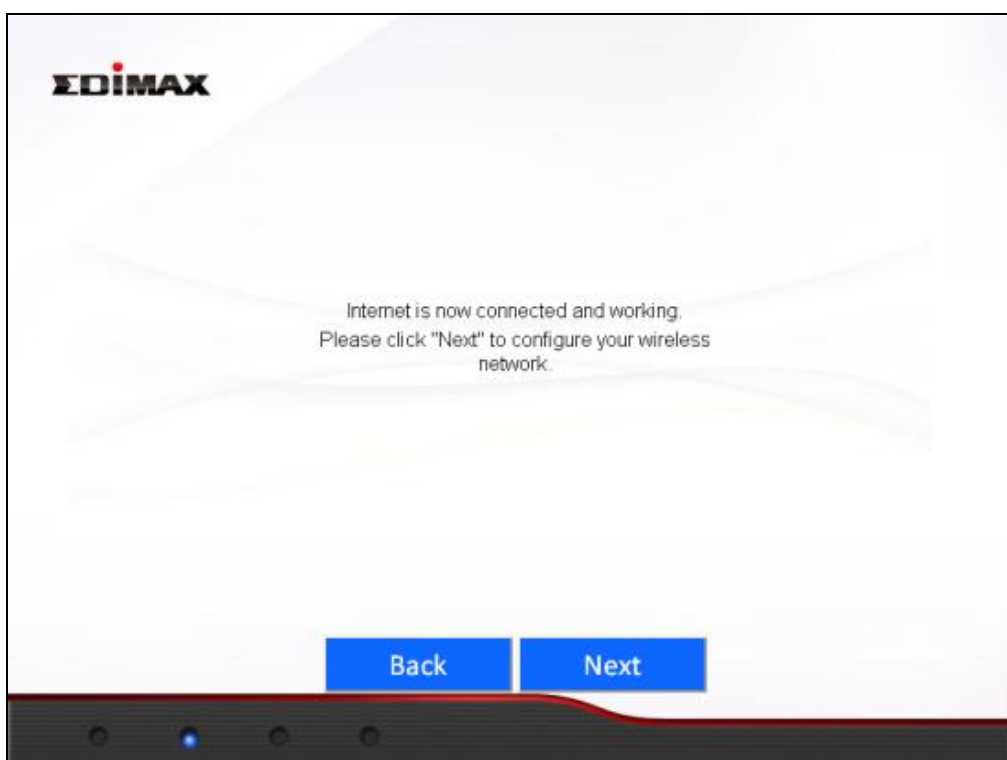 EDIMAX
Internet is now connected and working.
Please click "Next" to configure your wireless
network.
Back
Next